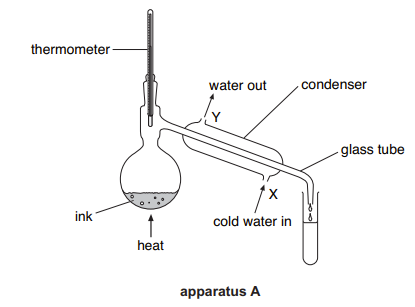 thermometer
water out
condenser
Y
glass tube
X
ink
cold water in
heat
apparatus A